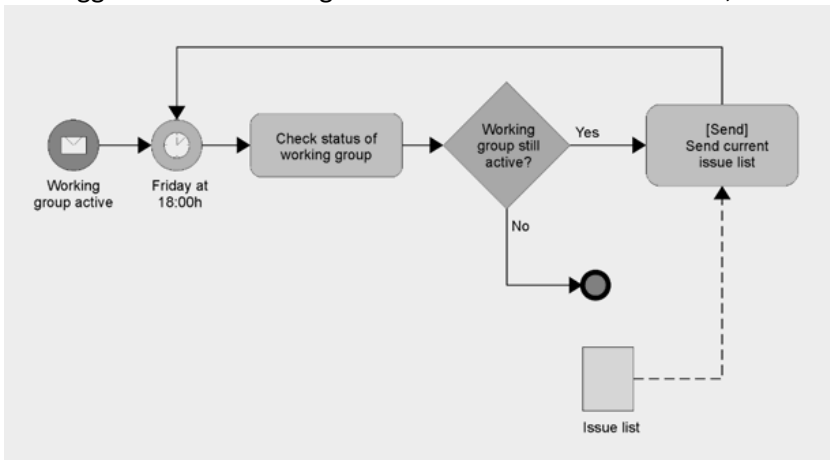 Working
group active
Friday at
18:00h
Check status of
working group
Working
group still
active?
Yes
[Send]
Send current
issue list
No
Issue list